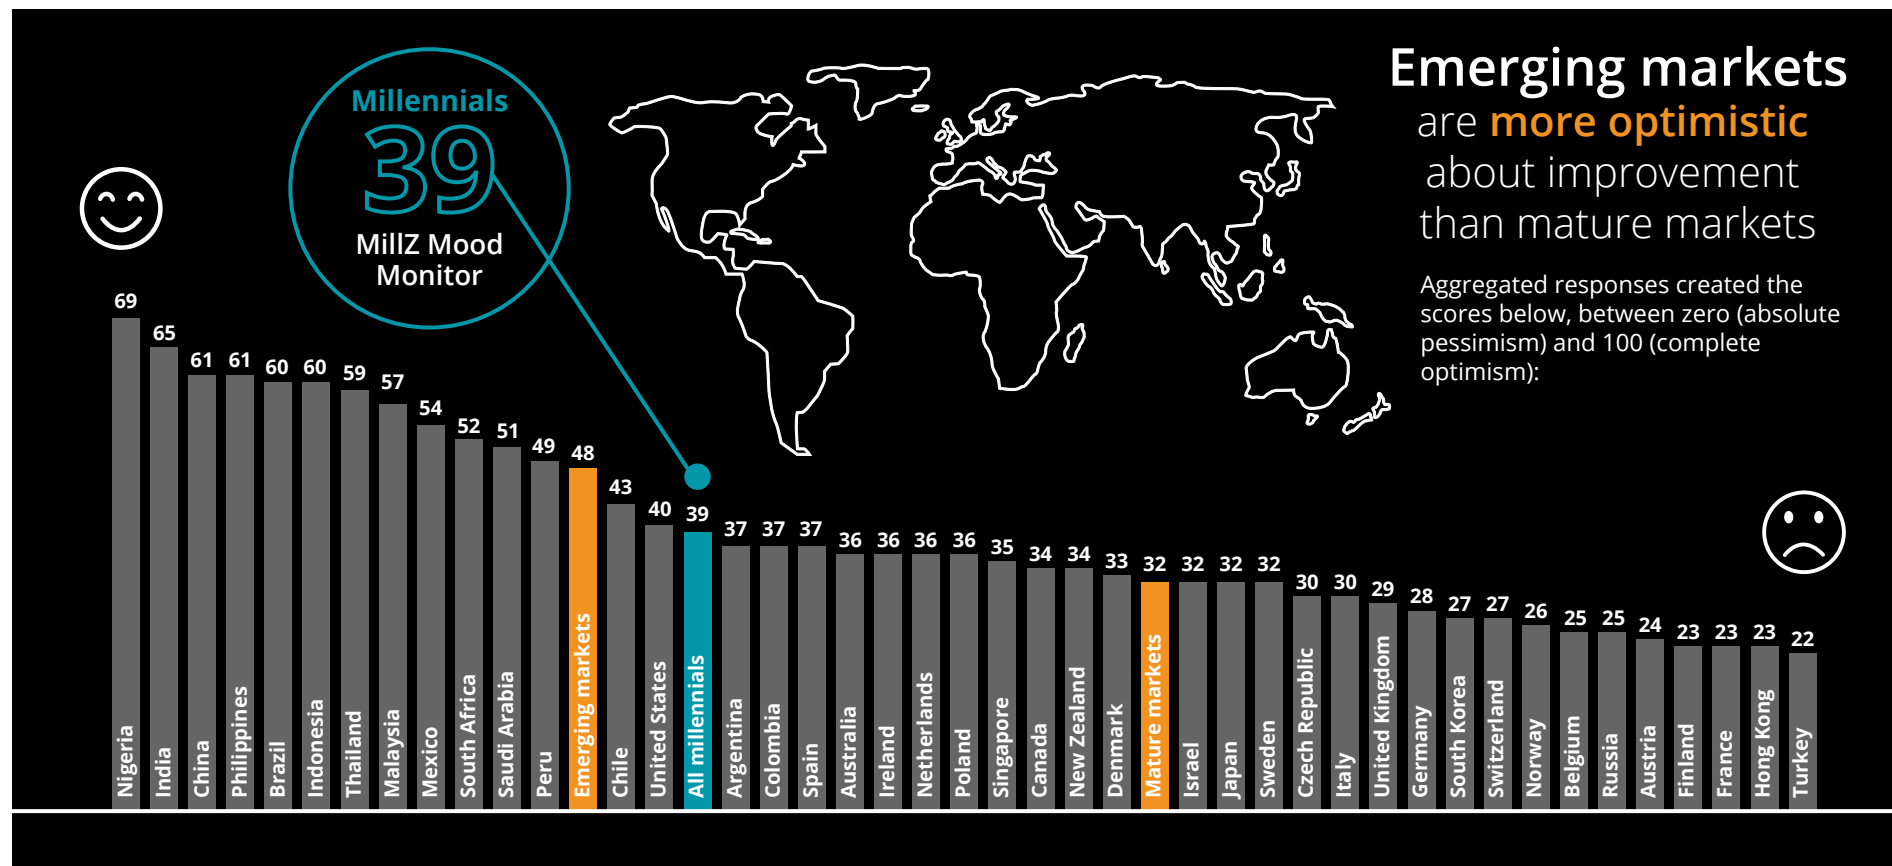 Millennials
39
MillZ Mood
Monitor
Emerging markets
are more optimistic
about improvement
than mature markets
Aggregated responses created the
scores below, between zero (absolute
pessimism) and 100 (complete
optimism):
69
Nigeria
65
India
61
China
61
Philippines
60
Brazil
60
Indonesia
59
Thailand
57
Malaysia
54
Mexico
52
South Africa
51
Saudi Arabia
49
Peru
48
Emerging markets
43
Chile
40
United States
39
All millennials
37
Argentina
37
Colombia
37
Spain
36
Australia
36
Ireland
36
Netherlands
36
Poland
35
Singapore
34
Canada
34
New Zealand
33
Denmark
32
Mature markets
32
Israel
32
Japan
32
Sweden
30
Czech Republic
30
Italy
29
United Kingdom
28
Germany
27
South Korea
27
Switzerland
26
Norway
25
Belgium
25
Russia
24
Austria
23
Finland
23
France
23
Hong Kong
22
Turkey